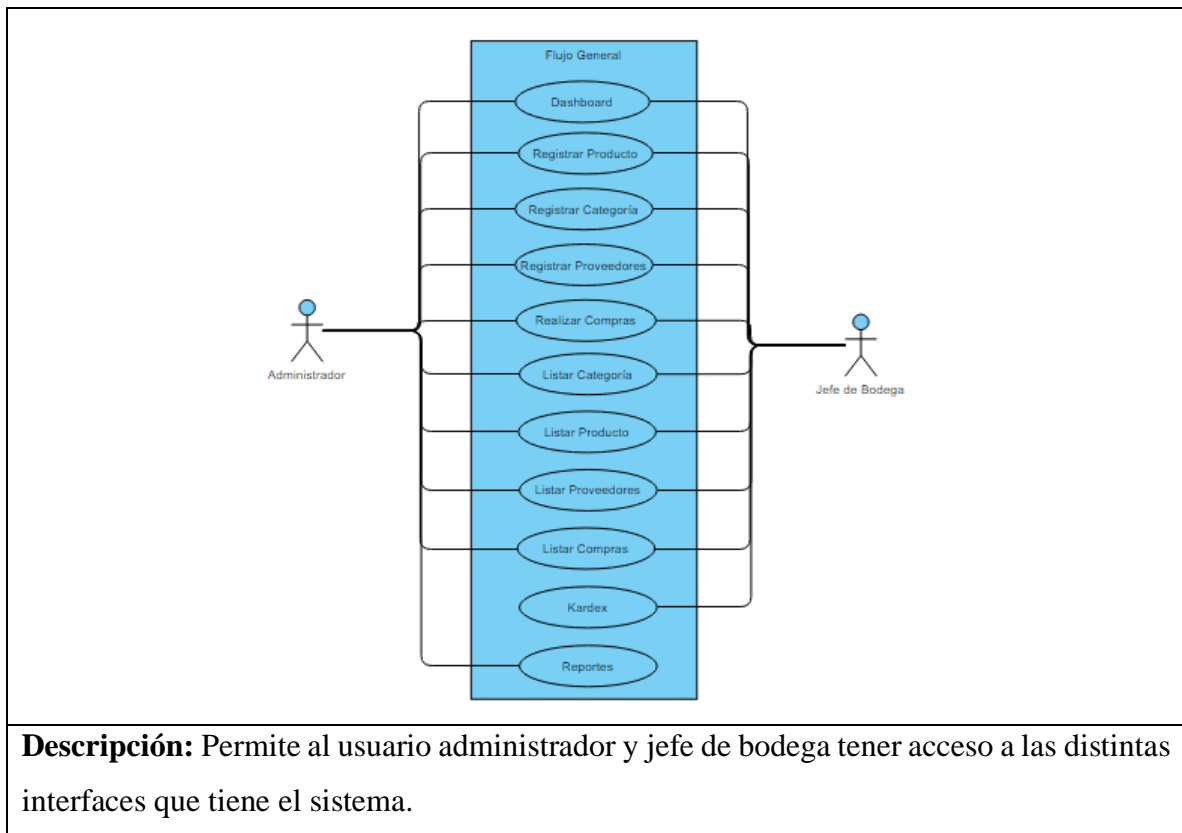 Flujo General
Dashboard
Registrar Producto
Registrar Categoría
Registrar Proveedores
Realizar Compras
Administrador
Jefe de Bodega
Listar Categoría
Listar Producto
Listar Proveedores
Listar Compras
Kardex
Reportes
Descripción: Permite al usuario administrador y jefe de bodega tener acceso a las distintas
interfaces que tiene el sistema.